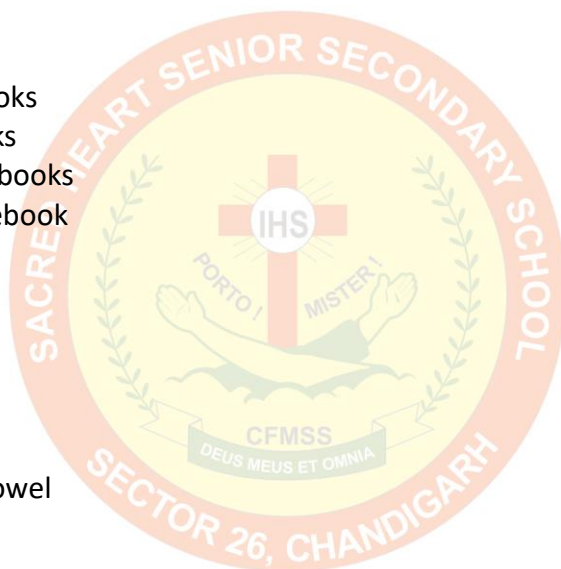 oks
ks
books
ebook
owel
SACRED HEART SENIOR SECONDARY SCHOOL
IHS
PORTO ! MISTER !
CFMSS
DEUS MEUS ET OMNIA
SECTOR 26, CHANDIGARH